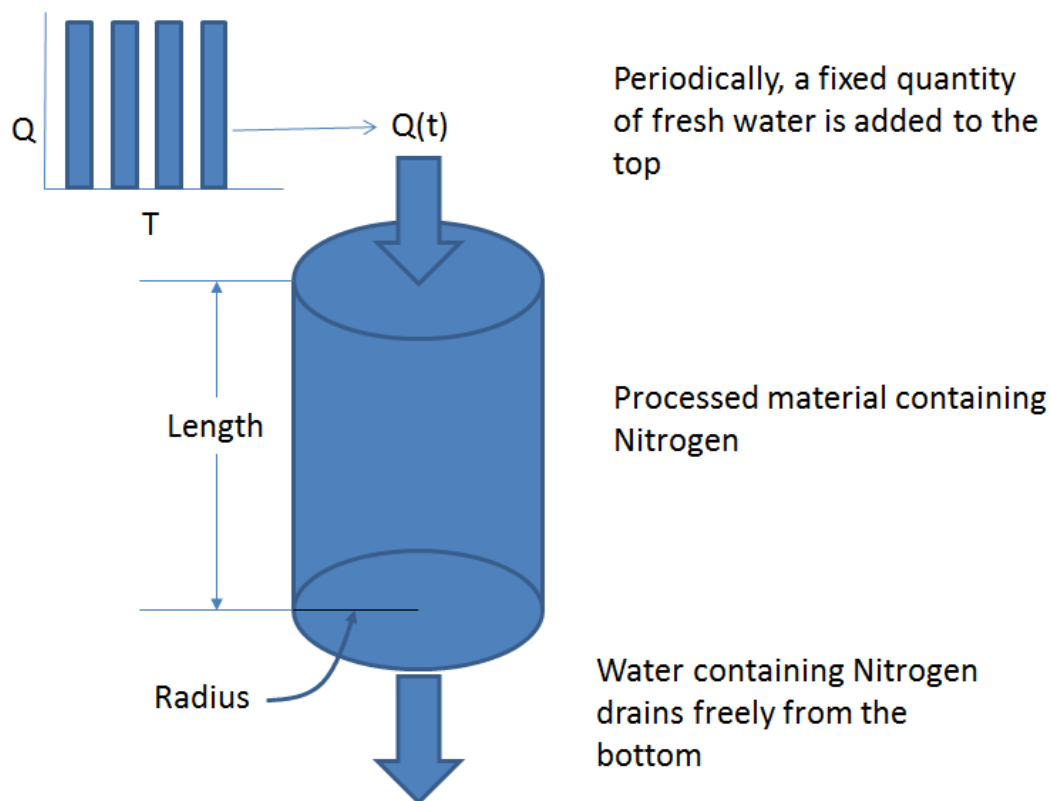 Q
T
Q(t)
Periodically, a fixed quantity
of fresh water is added to the
top
Length
Processed material containing
Nitrogen
Radius
Water containing Nitrogen
drains freely from the
bottom